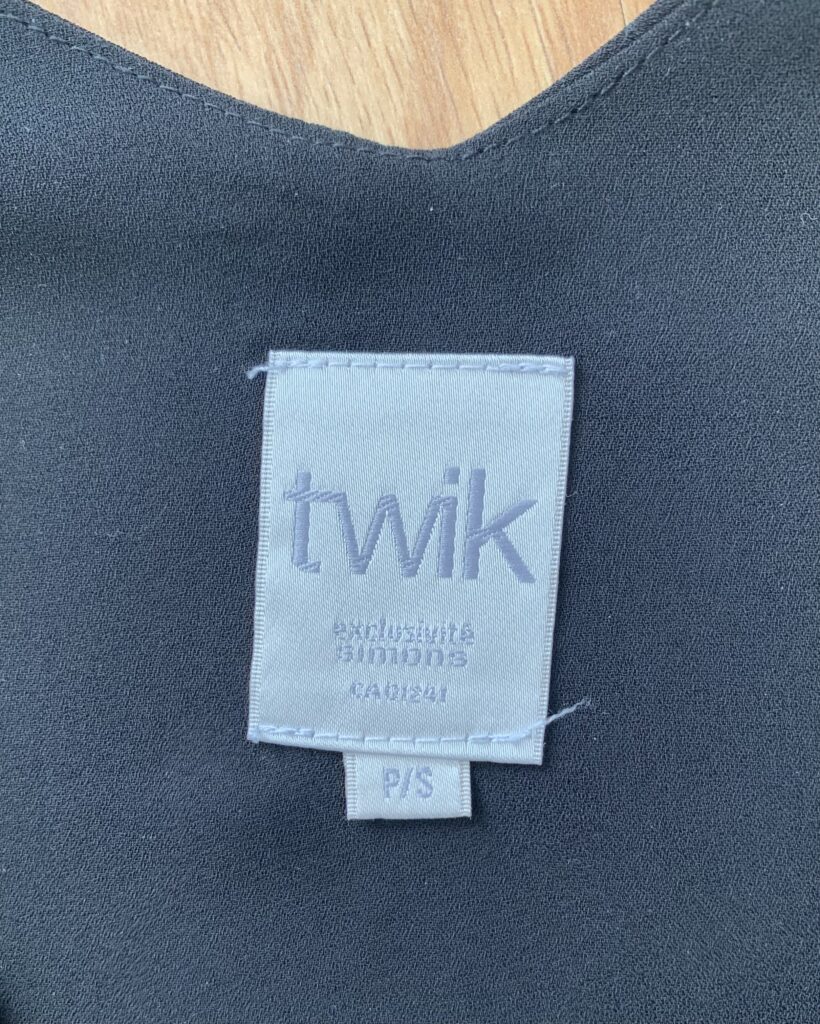 twik
exclusivité
simons
CA01241
P/S